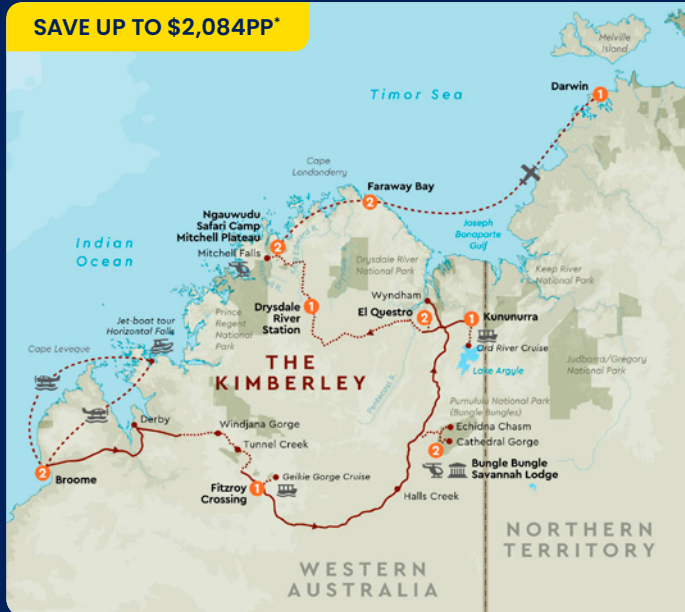 SAVE UP TO $2,084PP*
Melville
Island
Darwin
1
Timor Sea
Cape
Londonderry
Faraway Bay
2
Ngauwudu
Safari Camp
Mitchell Plateau
2
Mitchell Falls
Joseph
Bonaparte
Gulf
Indian
Ocean
Drysdale River
National Park
Keep River
National Park
Wyndham
Drysdale
River
Station
1
El Questro
2
1
Kununurra
Ord River Cruise
Jet-boat tour
Horizontal Falls
Prince
Regent
National
Park
Cape Leveque
THE
KIMBERLEY
Lake Argyle
Judbarra/Gregory
National Park
Pentecost R.
Purnululu National Park
(Bungle Bungles)
Echidna Chasm
Cathedral Gorge
2
Bungle Bungle
Savannah Lodge
Derby
Windjana Gorge
Tunnel Creek
2
Broome
Geikie Gorge Cruise
Fitzroy
Crossing
1
Halls Creek
NORTHERN
TERRITORY
WESTERN
AUSTRALIA